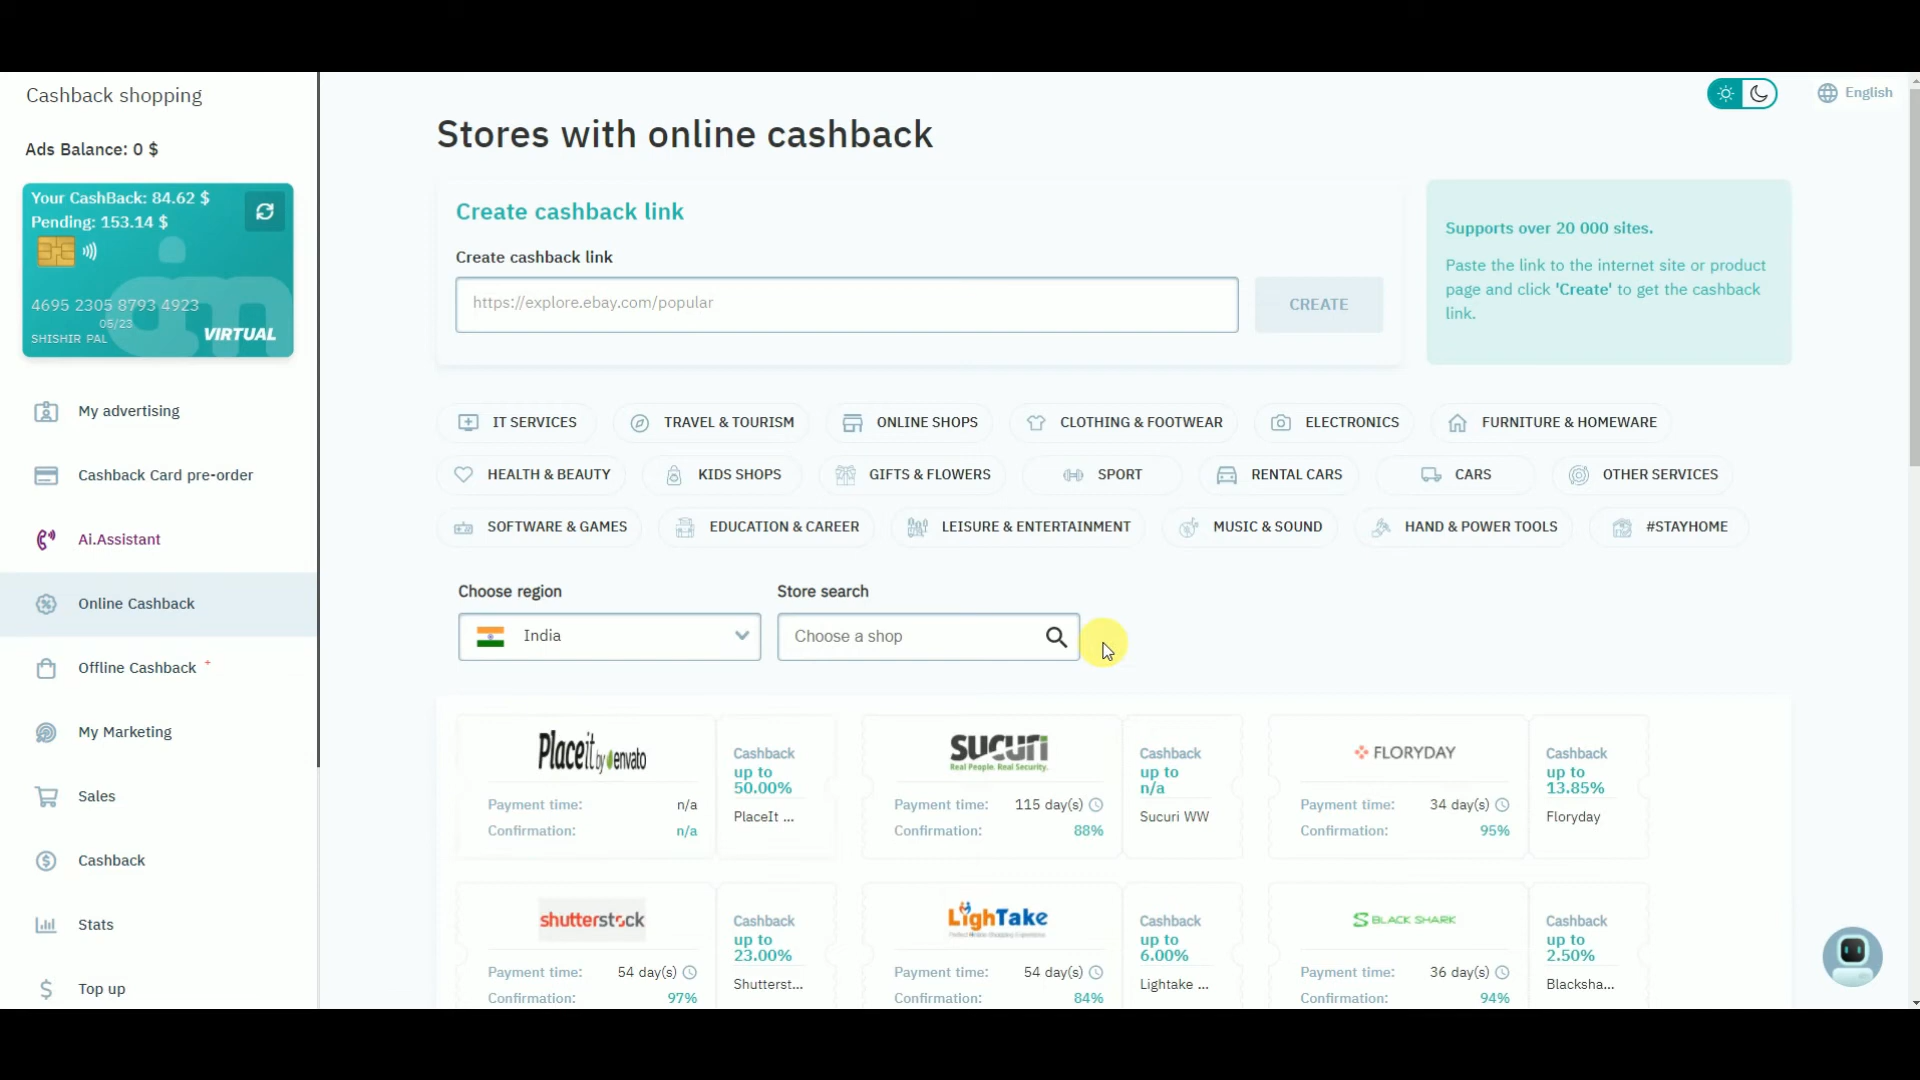 Cashback shopping
Ads Balance: 0 $
Your CashBack: 84.62 $
Pending: 153.14 $
4695 2305 8793 4923
05/23
SHISHIR PAL
VIRTUAL
My advertising
Cashback Card pre-order
Ai.Assistant
Online Cashback
Offline Cashback +
My Marketing
Sales
Cashback
Stats
Top up
English
Stores with online cashback
Create cashback link
Create cashback link
https://explore.ebay.com/popular
CREATE
Supports over 20 000 sites.
Paste the link to the internet site or product
page and click 'Create' to get the cashback
link.
IT SERVICES
TRAVEL & TOURISM
ONLINE SHOPS
CLOTHING & FOOTWEAR
ELECTRONICS
FURNITURE & HOMEWARE
HEALTH & BEAUTY
KIDS SHOPS
GIFTS & FLOWERS
SPORT
RENTAL CARS
CARS
OTHER SERVICES
SOFTWARE & GAMES
EDUCATION & CAREER
LEISURE & ENTERTAINMENT
MUSIC & SOUND
HAND & POWER TOOLS
#STAYHOME
Choose region
India
Store search
Choose a shop
Placeit by envato
Payment time: n/a
Confirmation: n/a
Cashback
up to
50.00%
PlaceIt ...
SUCURI
Real People. Real Security.
Payment time: 115 day(s)
Confirmation: 88%
Cashback
up to
n/a
Sucuri WW
FLORYDAY
Payment time: 34 day(s)
Confirmation: 95%
Cashback
up to
13.85%
Floryday
shutterstock
Payment time: 54 day(s)
Confirmation: 97%
Cashback
up to
23.00%
Shutterst...
LighTake
Payment time: 54 day(s)
Confirmation: 84%
Cashback
up to
6.00%
Lightake ...
BLACK SHARK
Payment time: 36 day(s)
Confirmation: 94%
Cashback
up to
2.50%
Blacksha...